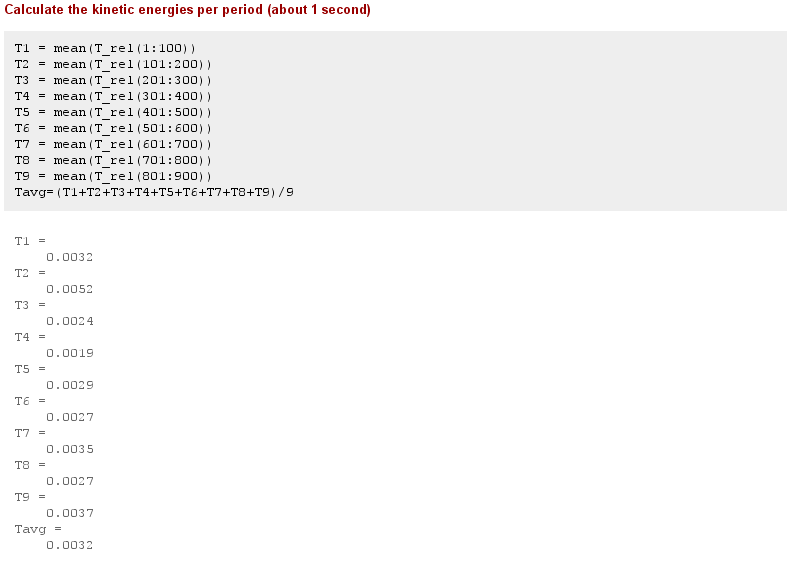 Calculate the kinetic energies per period (about 1 second)
T1 = mean(T_rel(1:100))
T2 = mean(T_rel(101:200))
T3 = mean(T_rel(201:300))
T4 = mean(T_rel(301:400))
T5 = mean(T_rel(401:500))
T6 = mean(T_rel(501:600))
T7 = mean(T_rel(601:700))
T8 = mean(T_rel(701:800))
T9 = mean(T_rel(801:900))
Tavg=(T1+T2+T3+T4+T5+T6+T7+T8+T9)/9
T1 =
0.0032
T2 =
0.0052
T3 =
0.0024
T4 =
0.0019
T5 =
0.0029
T6 =
0.0027
T7 =
0.0035
T8 =
0.0027
T9 =
0.0037
Tavg =
0.0032